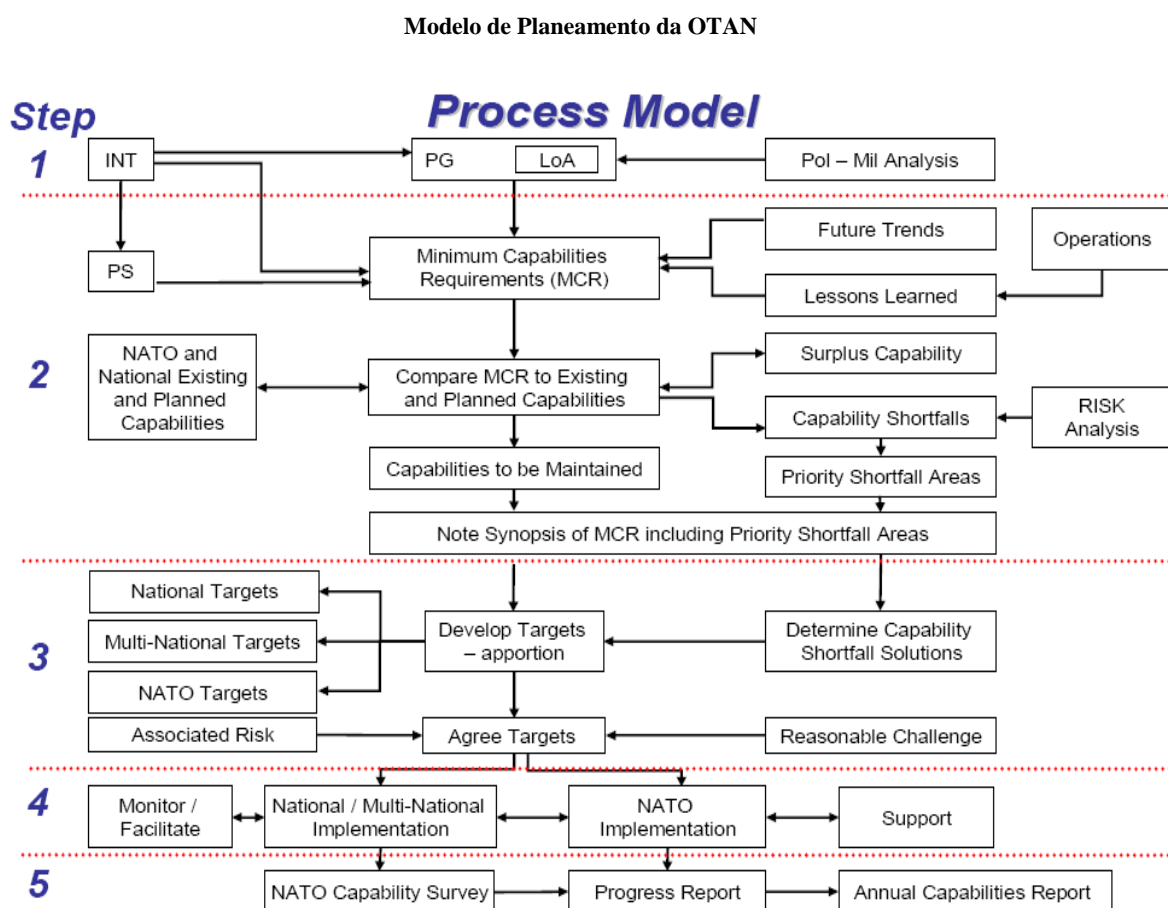 Modelo de Planeamento da OTAN
Step
Process Model
1
INT
PG
LoA
Pol – Mil Analysis
PS
Minimum Capabilities
Requirements (MCR)
Future Trends
Operations
Lessons Learned
2
NATO and
National Existing
and Planned
Capabilities
Compare MCR to Existing
and Planned Capabilities
Surplus Capability
Capability Shortfalls
RISK
Analysis
Capabilities to be Maintained
Priority Shortfall Areas
Note Synopsis of MCR including Priority Shortfall Areas
3
National Targets
Multi-National Targets
NATO Targets
Develop Targets
– apportion
Determine Capability
Shortfall Solutions
Associated Risk
Agree Targets
Reasonable Challenge
4
Monitor /
Facilitate
National / Multi-National
Implementation
NATO
Implementation
Support
5
NATO Capability Survey
Progress Report
Annual Capabilities Report